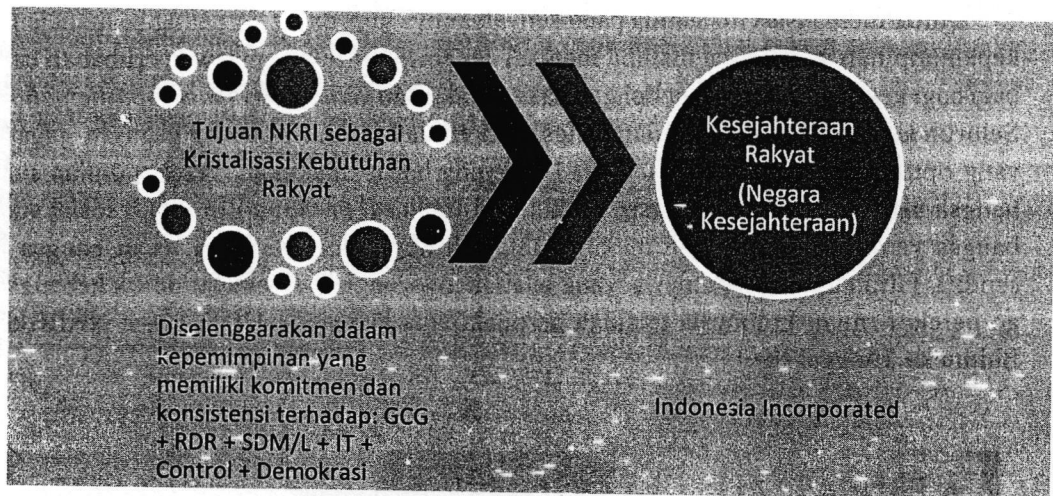 Tujuan NKRI sebagai
Kristalisasi Kebutuhan
Rakyat
Diselenggarakan dalam
kepemimpinan yang
memiliki komitmen dan
konsistensi terhadap: GCG
+ RDR + SDM/L + IT +
Control + Demokrasi
Kesejahteraan
Rakyat
(Negara
Kesejahteraan)
Indonesia Incorporated